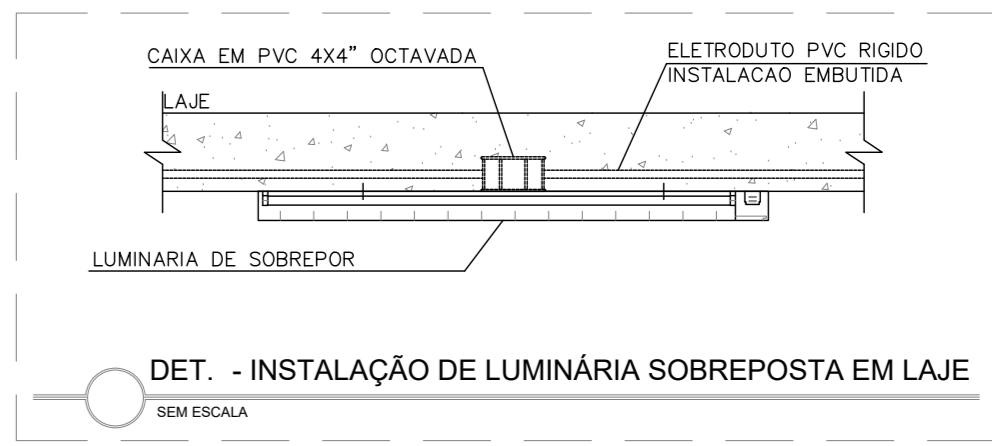 CAIXA EM PVC 4X4” OCTAVADA
ELETRODUTO PVC RIGIDO
INSTALACAO EMBUTIDA
LAJE
LUMINARIA DE SOBREPOR
DET. - INSTALAÇÃO DE LUMINÁRIA SOBREPOSTA EM LAJE
SEM ESCALA